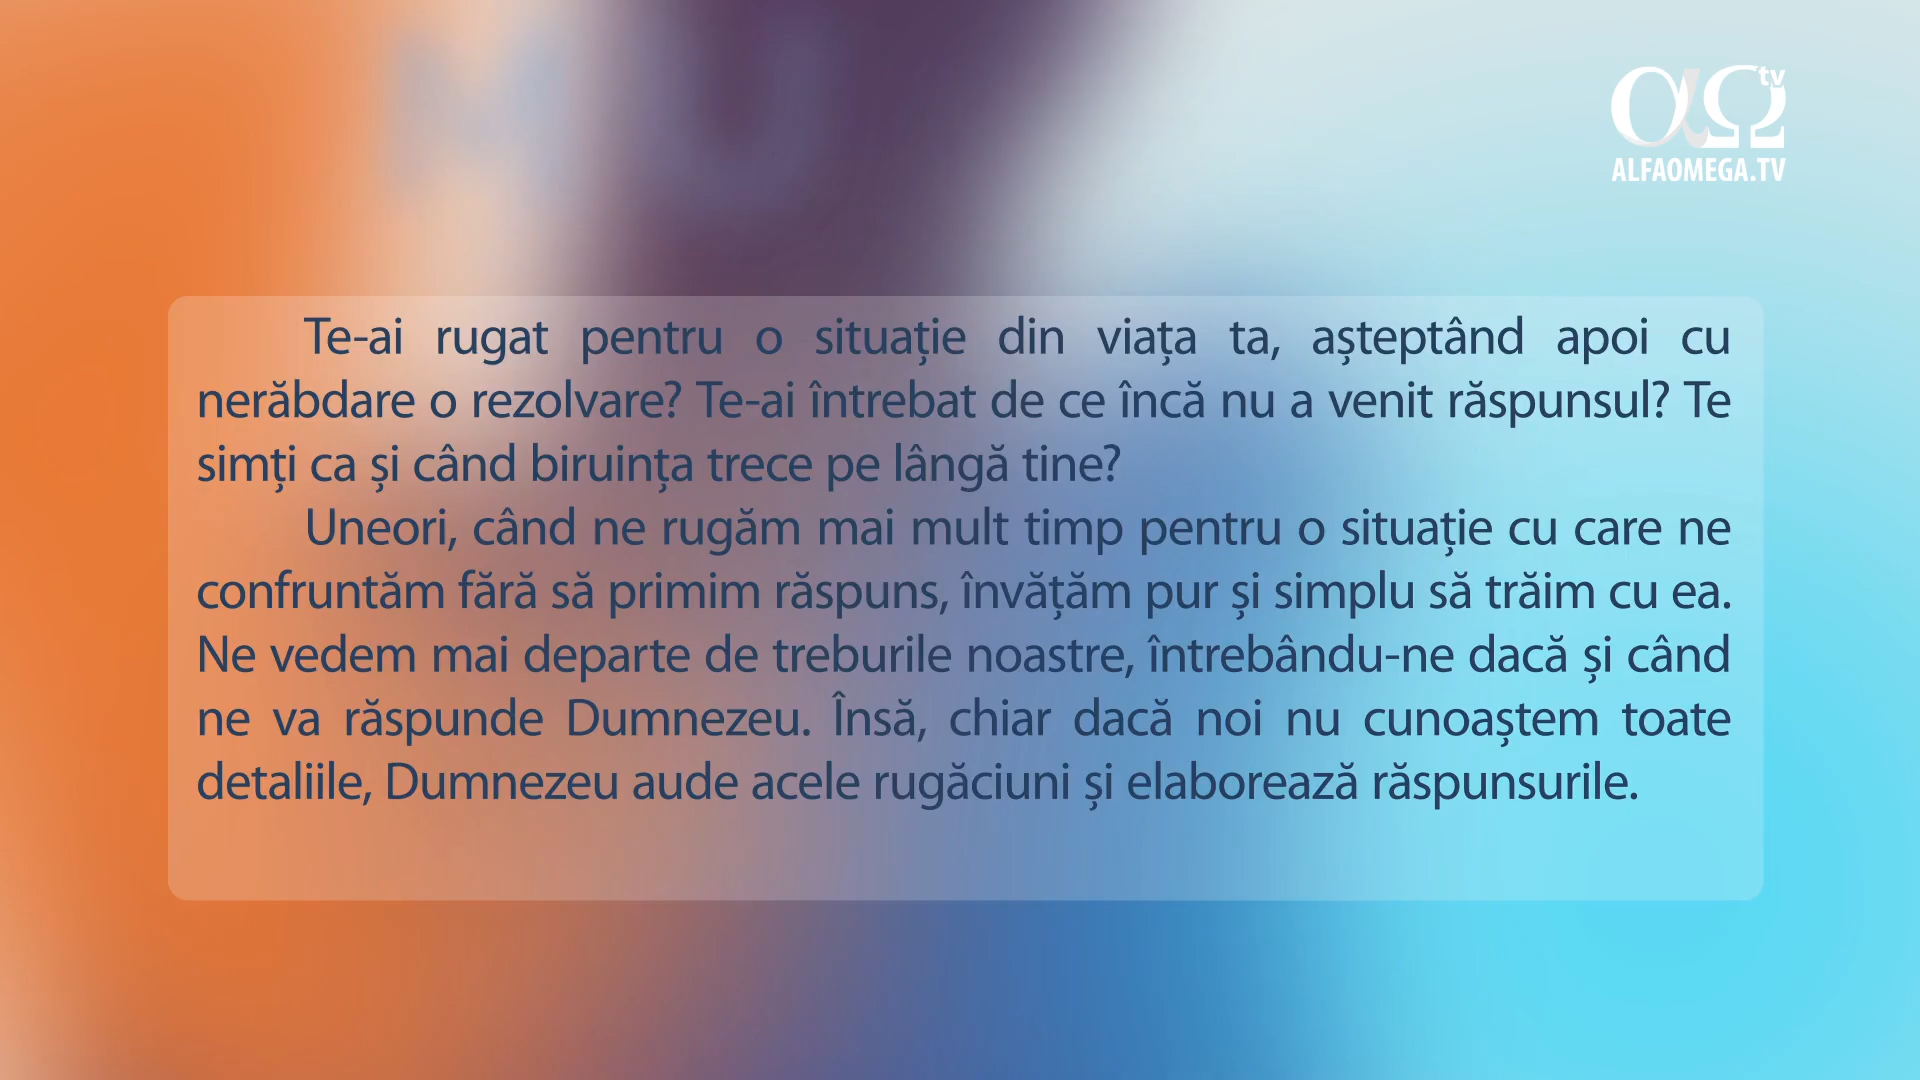 tv
ALFAOMEGA.TV
Te-ai rugat pentru o situație din viața ta, așteptând apoi cu
nerăbdare o rezolvare? Te-ai întrebat de ce încă nu a venit răspunsul? Te
simți ca și când biruința trece pe lângă tine?
Uneori, când ne rugăm mai mult timp pentru o situație cu care ne
confruntăm fără să primim răspuns, învățăm pur și simplu să trăim cu ea.
Ne vedem mai departe de treburile noastre, întrebându-ne dacă și când
ne va răspunde Dumnezeu. Însă, chiar dacă noi nu cunoaștem toate
detaliile, Dumnezeu aude acele rugăciuni și elaborează răspunsurile.